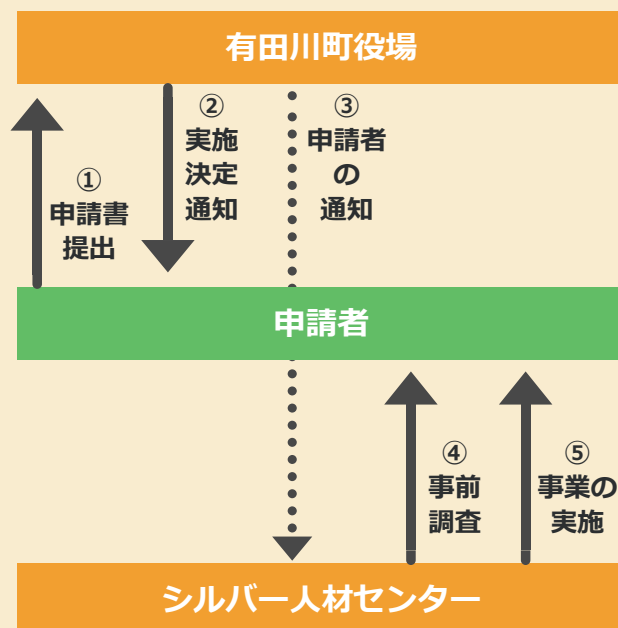 有田川町役場
①
申請書
提出
②
実施
決定
通知
③
申請者
の
通知
申請者
④
事前
調査
⑤
事業の
実施
シルバー人材センター